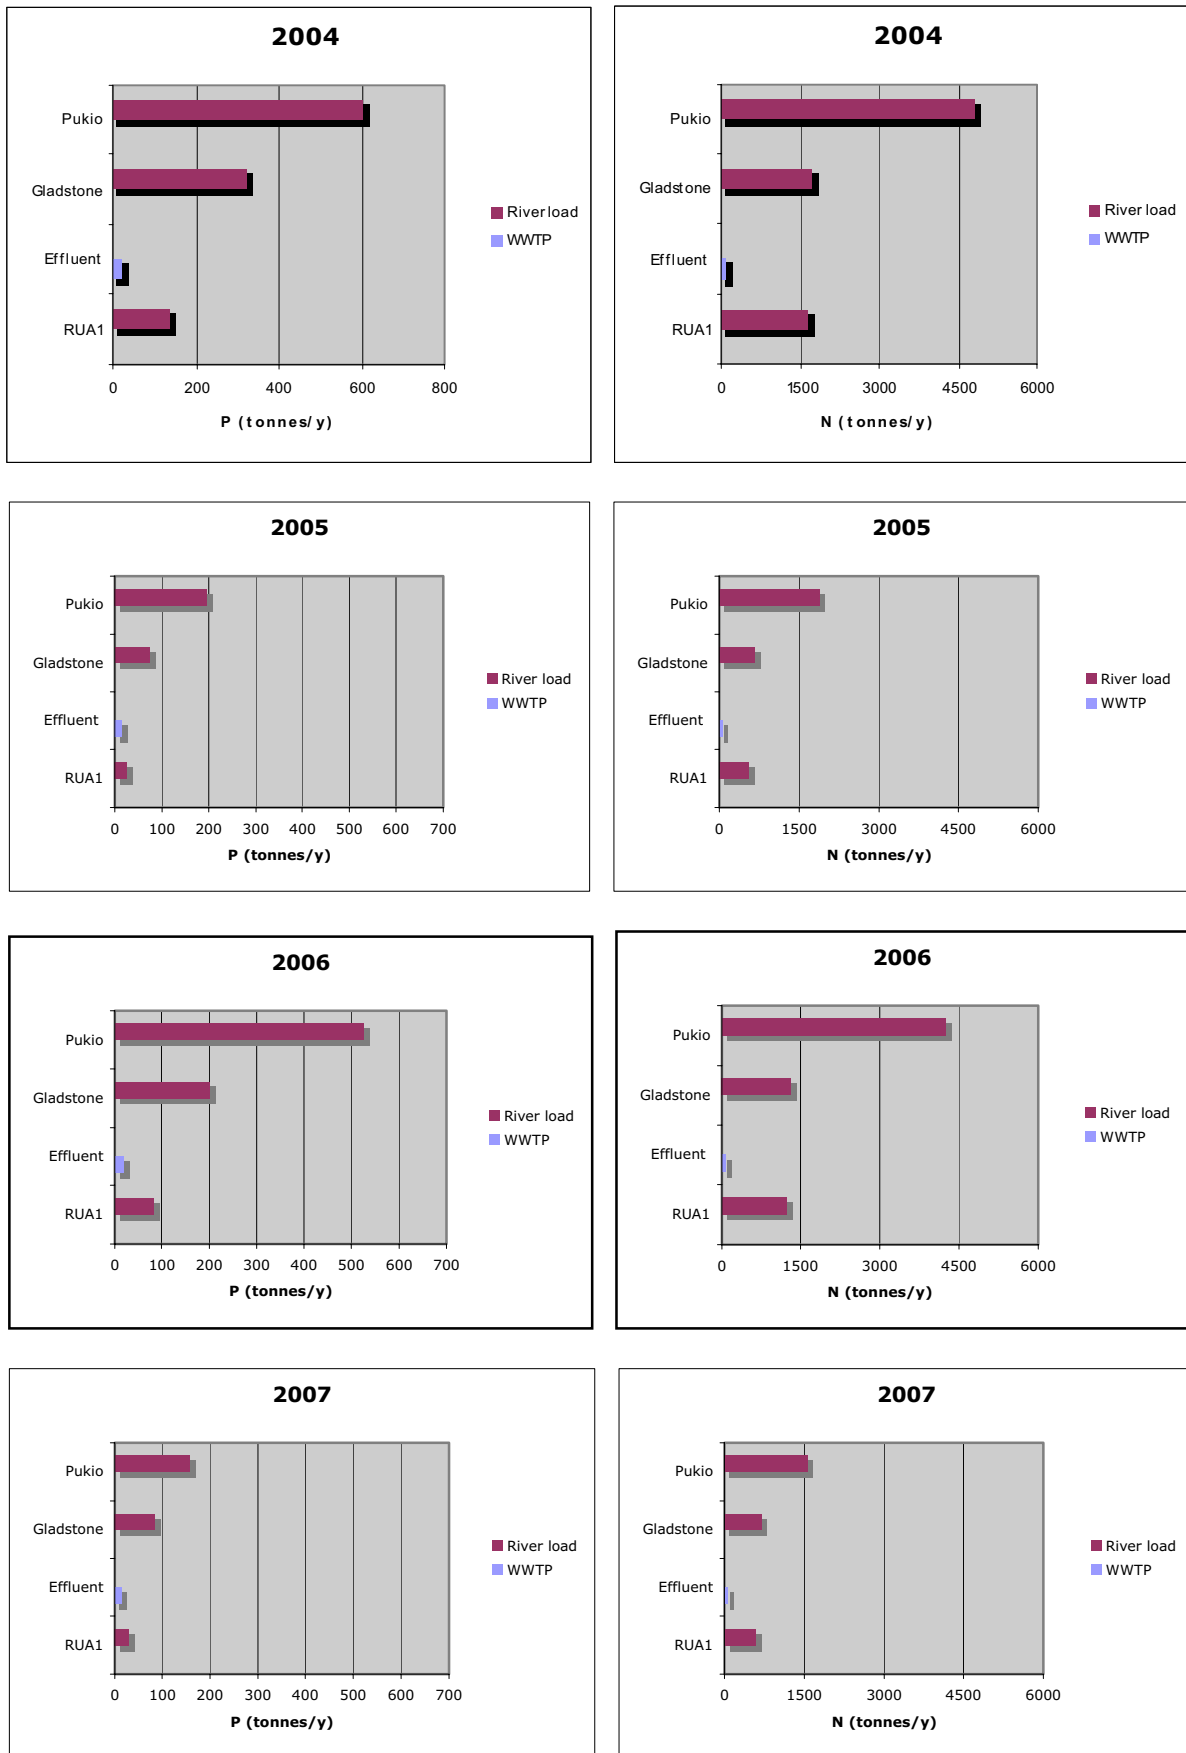 2004
Pukio
Gladstone
Effluent
RUA1
0 200 400 600 800
P (tonnes/y)
River load
WWTP
2004
Pukio
Gladstone
Effluent
RUA1
0 1500 3000 4500 6000
N (tonnes/y)
River load
WWTP
2005
Pukio
Gladstone
Effluent
RUA1
0 100 200 300 400 500 600 700
P (tonnes/y)
River load
WWTP
2005
Pukio
Gladstone
Effluent
RUA1
0 1500 3000 4500 6000
N (tonnes/y)
River load
WWTP
2006
Pukio
Gladstone
Effluent
RUA1
0 100 200 300 400 500 600 700
P (tonnes/y)
River load
WWTP
2006
Pukio
Gladstone
Effluent
RUA1
0 1500 3000 4500 6000
N (tonnes/y)
River load
WWTP
2007
Pukio
Gladstone
Effluent
RUA1
0 100 200 300 400 500 600 700
P (tonnes/y)
River load
WWTP
2007
Pukio
Gladstone
Effluent
RUA1
0 1500 3000 4500 6000
N (tonnes/y)
River load
WWTP